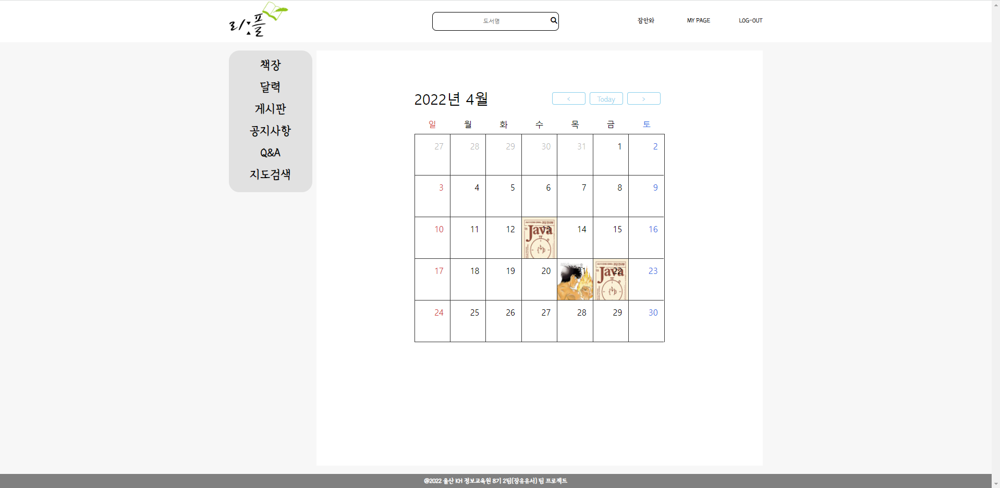 리:플
도서명
잠안와
MY PAGE
LOG-OUT
책장
달력
게시판
공지사항
Q&A
지도검색
2022년 4월
<
Today
>
일 월 화 수 목 금 토
27 28 29 30 31 1 2
3 4 5 6 7 8 9
10 11 12 13 14 15 16
Java
17 18 19 20 21 22 23
Java
24 25 26 27 28 29 30
@2022 울산 KH 정보교육원 8기 2팀(장유유서) 팀 프로젝트